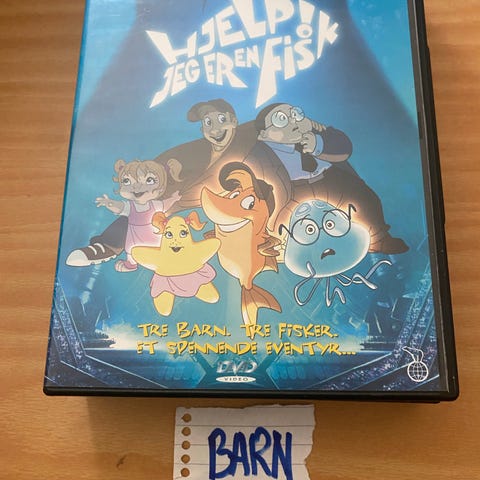 HJELP!
JEG ER EN FISK
TRE BARN. TRE FISKER.
ET SPENNENDE EVENTYR...
DVD
VIDEO
BARN